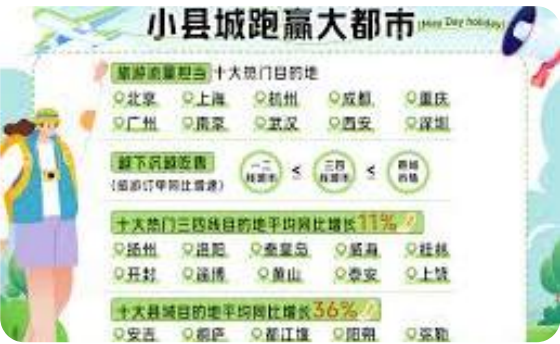 小县城跑赢大都市(May Day holiday)
旅游流量担当 十大热门目的地
北京 上海 杭州 成都 重庆
广州 南京 武汉 西安 深圳
越下沉越吃香
(旅游订单同比增速)
一二线城市 ≤ 三四线城市 ≤ 县域市场
十大热门三四线目的地平均同比增长11%
扬州 洛阳 秦皇岛 威海 桂林
开封 淄博 黄山 泰安 上饶
十大县域目的地平均同比增长36%
安吉 桐庐 都江堰 阳朔 弥勒